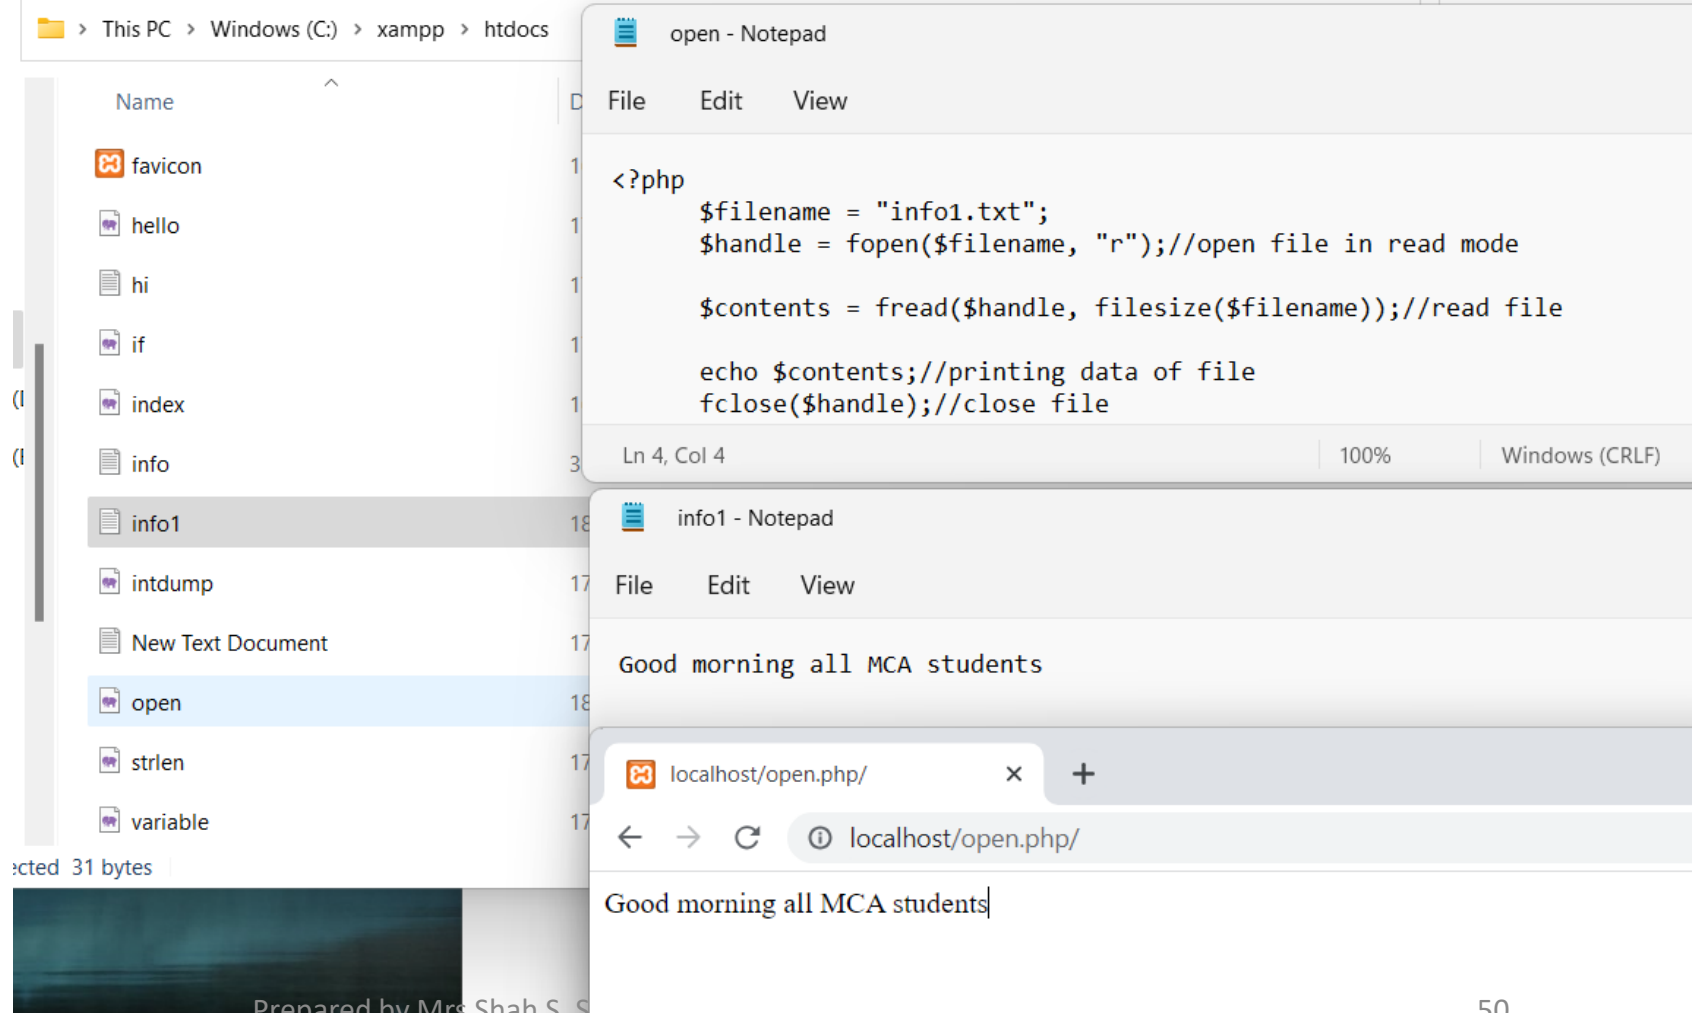 This PC > Windows (C:) > xampp > htdocs
Name
favicon
hello
hi
if
index
info
info1
intdump
New Text Document
open
strlen
variable
31 bytes
open - Notepad
File Edit View
<?php
$filename = "info1.txt";
$handle = fopen($filename, "r");//open file in read mode
$contents = fread($handle, filesize($filename));//read file
echo $contents;//printing data of file
fclose($handle);//close file
Ln 4, Col 4 100% Windows (CRLF)
info1 - Notepad
File Edit View
Good morning all MCA students
localhost/open.php/
localhost/open.php/
Good morning all MCA students
Prepared by Mrs Shah S. S
50